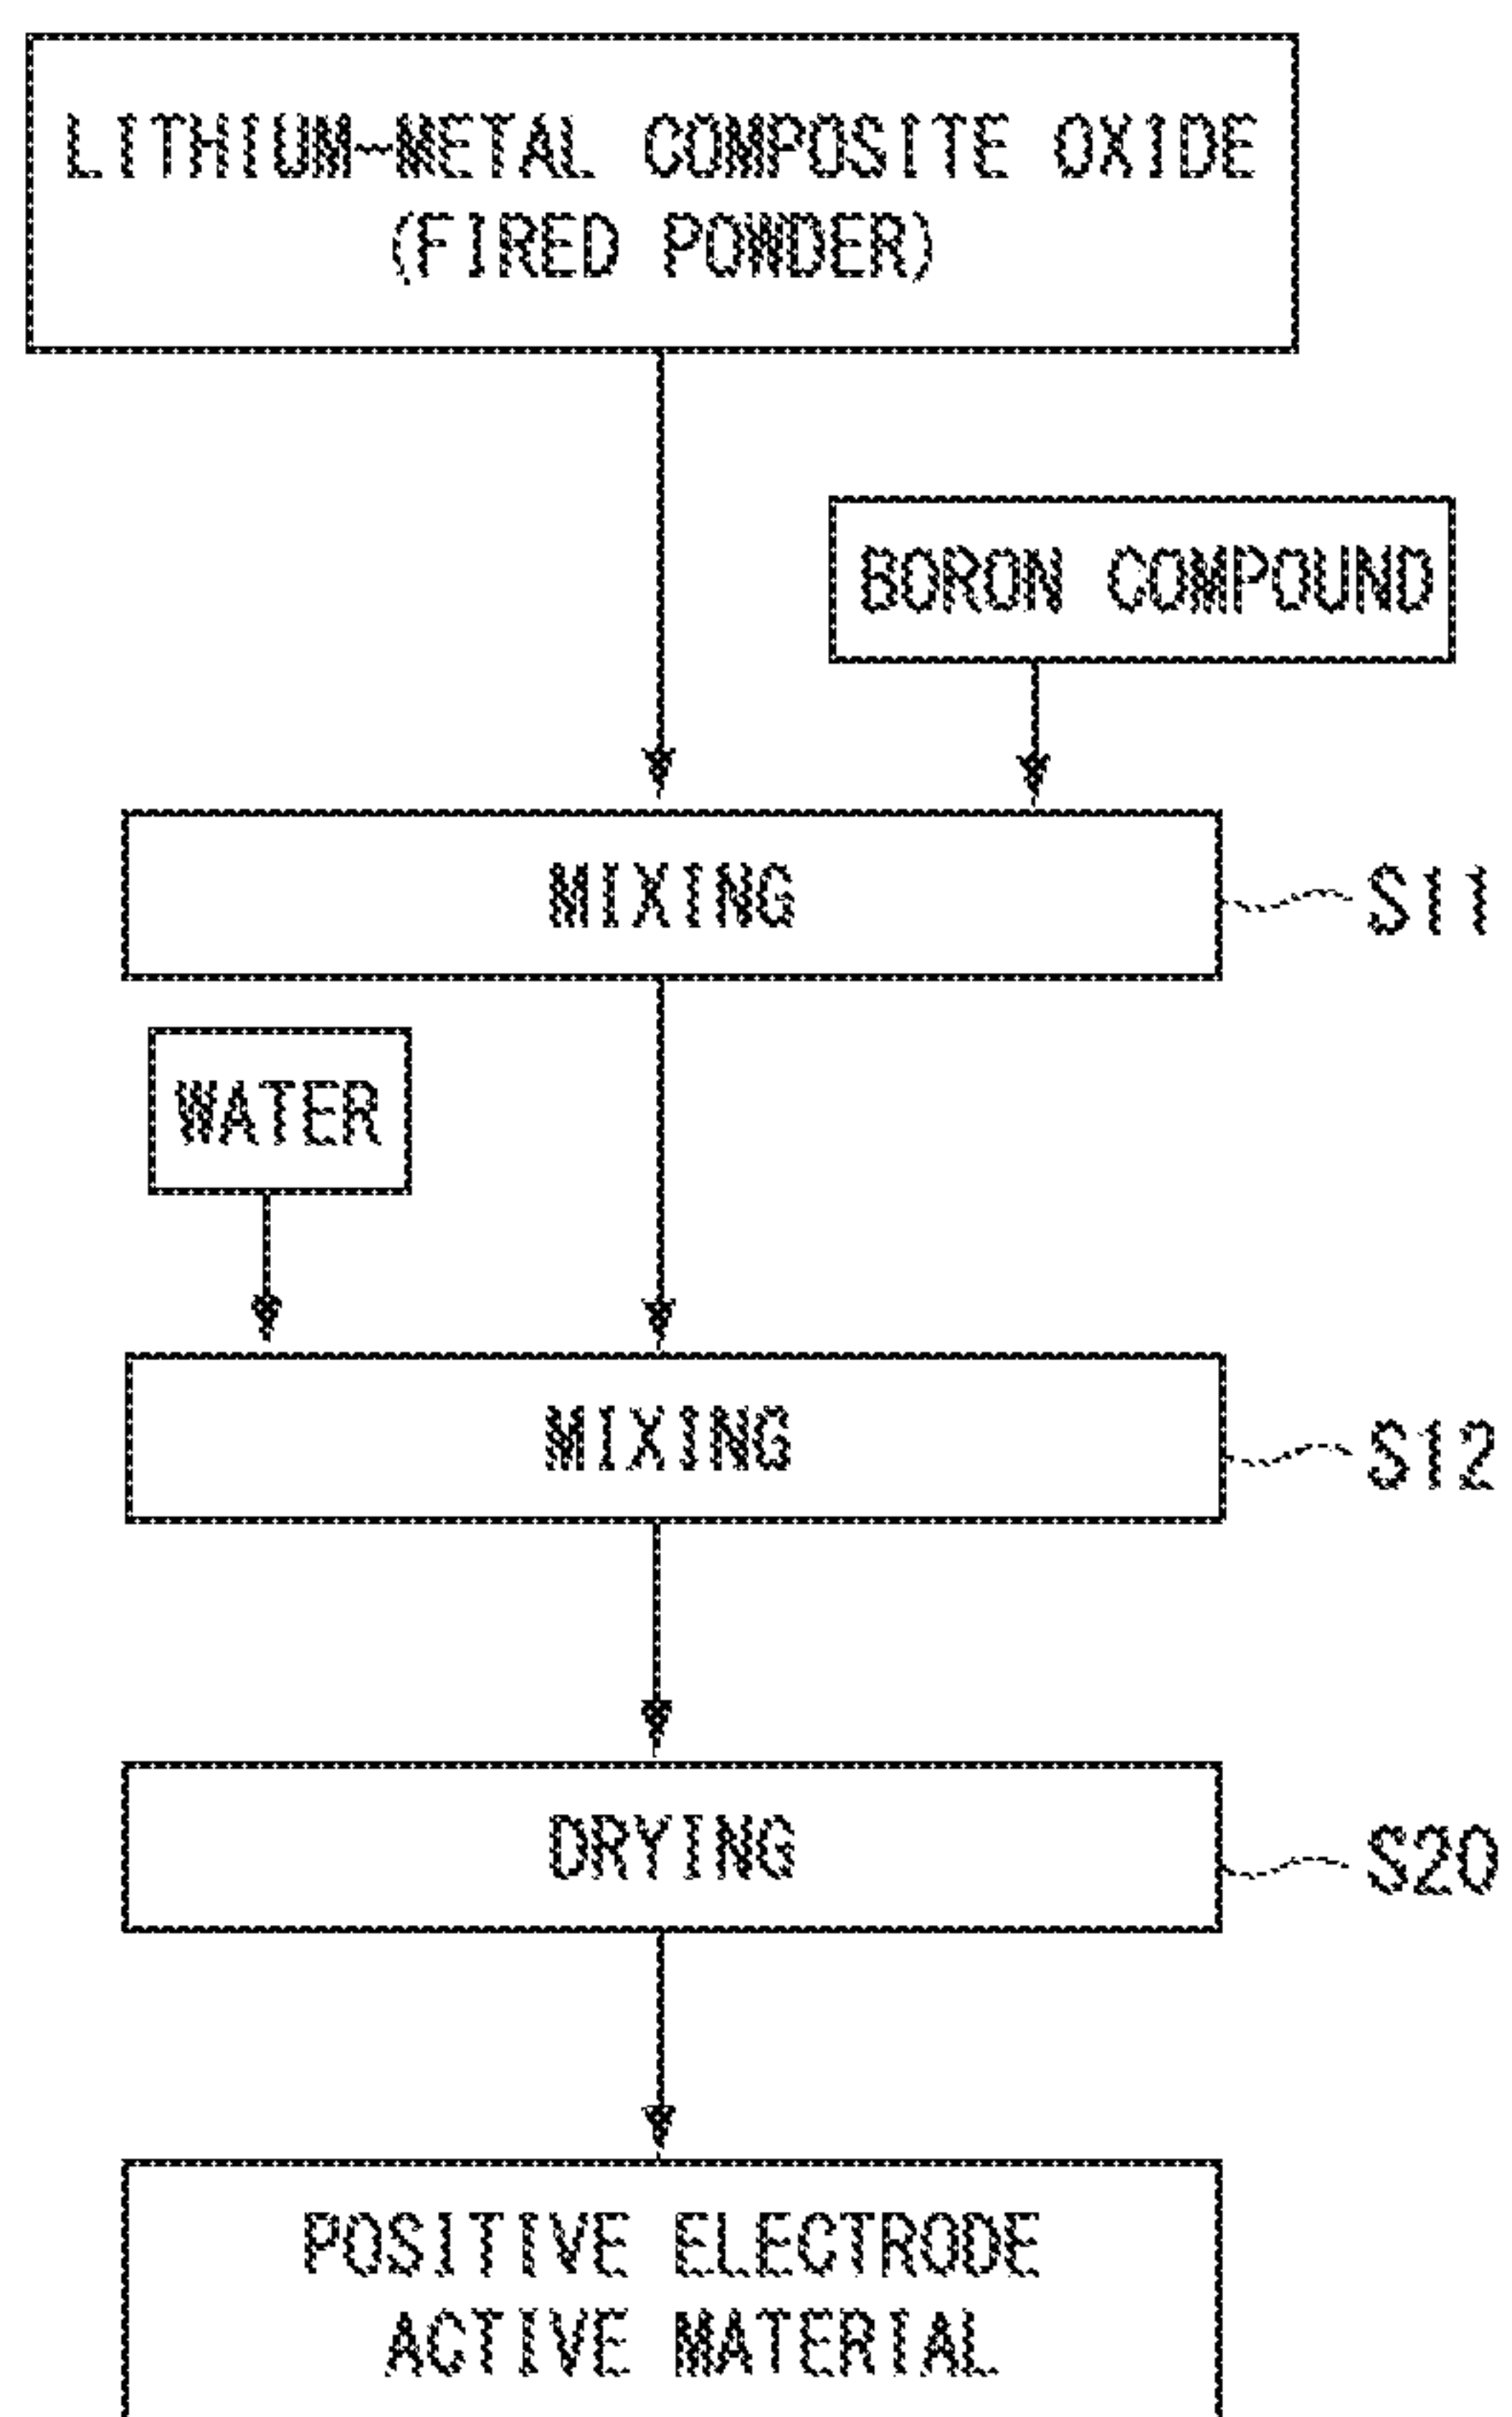 LITHIUM-METAL COMPOSITE OXIDE
(FIRED POWDER)
BORON COMPOUND
MIXING
S11
WATER
MIXING
S12
DRYING
S20
POSITIVE ELECTRODE
ACTIVE MATERIAL